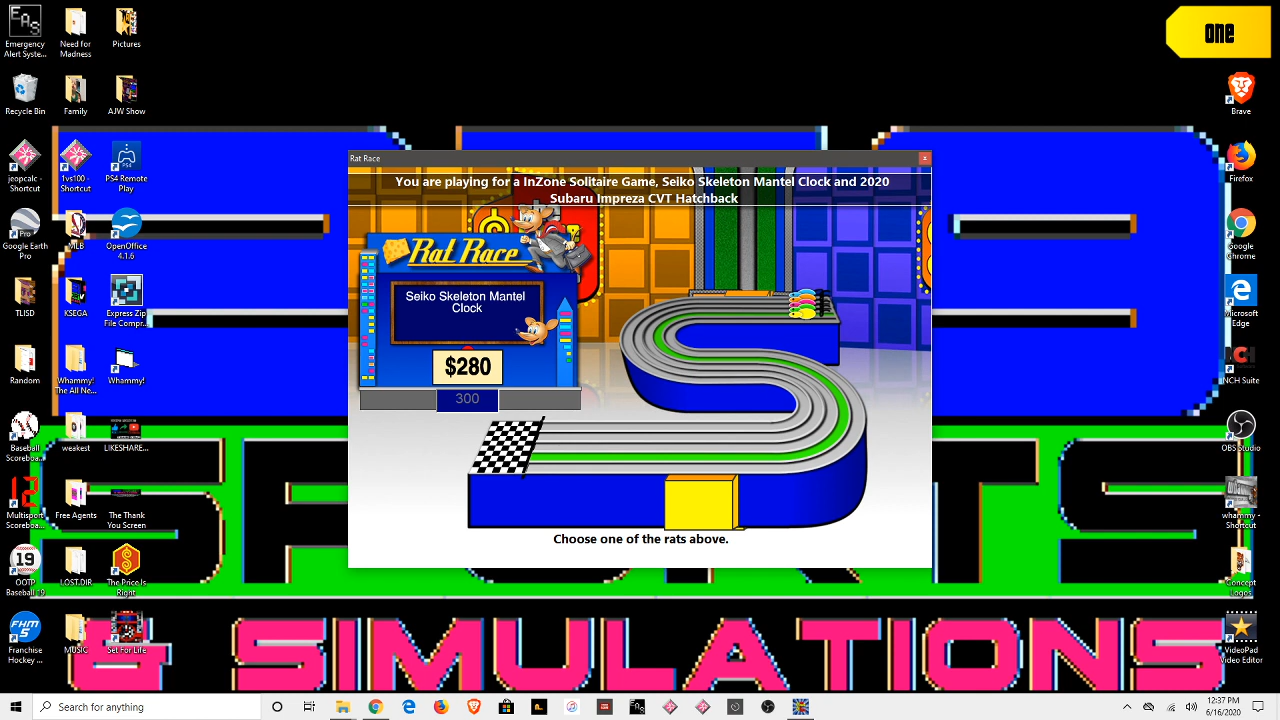 Emergency
Alert Syste...
Need for
Madness
Pictures
one
Recycle Bin
Family
AJW Show
Brave
jeopcalc -
Shortcut
vs100 -
Shortcut
PS4 Remote
Play
Firefox
Google Earth
Pro
MLB
OpenOffice
4.1.6
Google
Chrome
TLISD
KSEGA
Express Zip
File Compr...
Microsoft
Edge
Random
Whammy!
The All Ne...
Whammy!
NCH Suite
Baseball
Scoreboa...
weakest
LIKESHARE...
OBS Studio
Multisport
Scoreboa...
Free Agents
The Thank
You Screen
whammy -
Shortcut
OOTP
Baseball 19
LOST.DIR
The Price Is
Right
Concept
Logos
Franchise
Hockey ...
MUSIC
Set For Life
VideoPad
Video Editor
Rat Race
You are playing for a InZone Solitaire Game, Seiko Skeleton Mantel Clock and 2020
Subaru Impreza CVT Hatchback
Rat Race
Seiko Skeleton Mantel
Clock
$280
300
Choose one of the rats above.
SPORTS
& SIMULATIONS
Search for anything
12:37 PM
6/16/2020